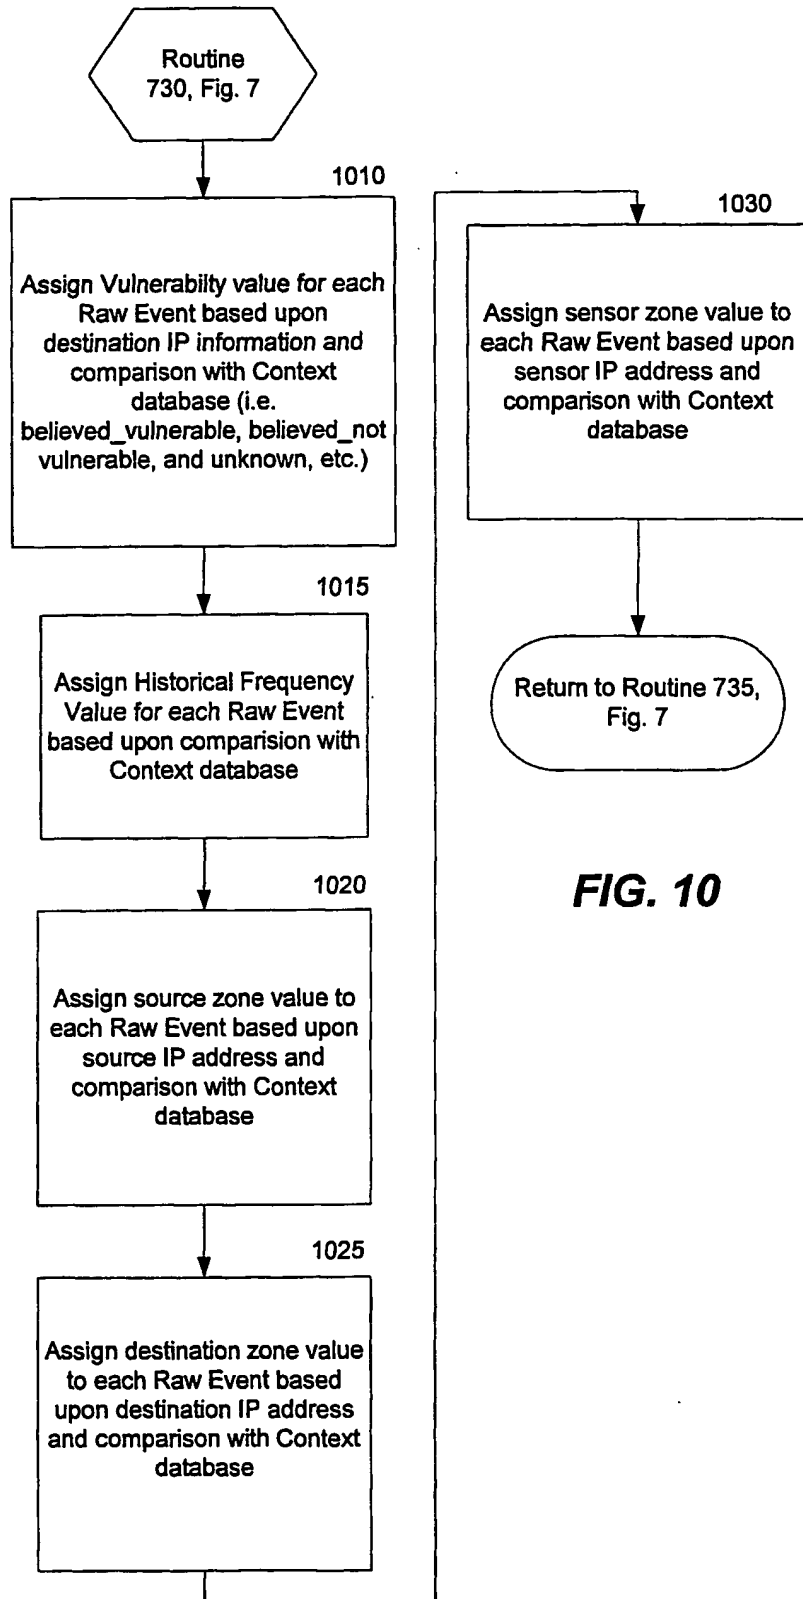 Routine
730, Fig. 7
1010
Assign Vulnerabilty value for each
Raw Event based upon
destination IP information and
comparison with Context
database (i.e.
believed_vulnerable, believed_not
vulnerable, and unknown, etc.)
1015
Assign Historical Frequency
Value for each Raw Event
based upon comparision with
Context database
1020
Assign source zone value to
each Raw Event based upon
source IP address and
comparison with Context
database
1025
Assign destination zone value
to each Raw Event based
upon destination IP address
and comparison with Context
database
1030
Assign sensor zone value to
each Raw Event based upon
sensor IP address and
comparison with Context
database
Return to Routine 735,
Fig. 7
FIG. 10